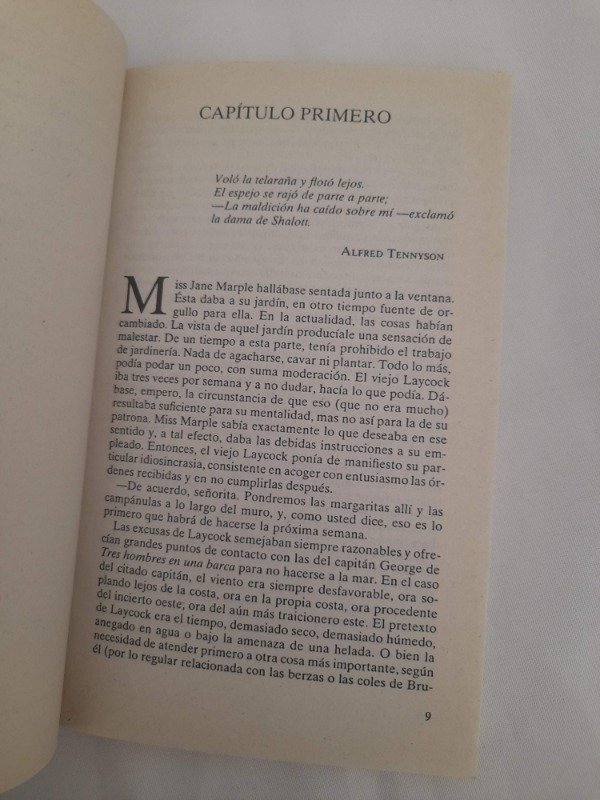 CAPÍTULO PRIMERO
Voló la telaraña y flotó lejos.
El espejo se rajó de parte a parte;
—La maldición ha caído sobre mí —exclamó
la dama de Shalott.
ALFRED TENNYSON
Miss Jane Marple hallábase sentada junto a la ventana.
Ésta daba a su jardín, en otro tiempo fuente de or-
gullo para ella. En la actualidad, las cosas habían
cambiado. La vista de aquel jardín producíale una sensación de
malestar. De un tiempo a esta parte, tenía prohibido el trabajo
de jardinería. Nada de agacharse, cavar ni plantar. Todo lo más,
podía podar un poco, con suma moderación. El viejo Laycock
iba tres veces por semana y a no dudar, hacía lo que podía. Dá-
base, empero, la circunstancia de que eso (que no era mucho)
resultaba suficiente para su mentalidad, mas no así para la de su
patrona. Miss Marple sabía exactamente lo que deseaba en ese
sentido y, a tal efecto, daba las debidas instrucciones a su em-
pleado. Entonces, el viejo Laycock ponía de manifiesto su par-
ticular idiosincrasia, consistente en acoger con entusiasmo las ór-
denes recibidas y en no cumplirlas después.
—De acuerdo, señorita. Pondremos las margaritas allí y las
campánulas a lo largo del muro, y, como usted dice, eso es lo
primero que habrá de hacerse la próxima semana.
Las excusas de Laycock semejaban siempre razonables y ofre-
cían grandes puntos de contacto con las del capitán George de
Tres hombres en una barca para no hacerse a la mar. En el caso
del citado capitán, el viento era siempre desfavorable, ora so-
plando lejos de la costa, ora en la propia costa, ora procedente
del incierto oeste, ora del aún más traicionero este. El pretexto
de Laycock era el tiempo, demasiado seco, demasiado húmedo,
anegado en agua o bajo la amenaza de una helada. O bien la
necesidad de atender primero a otra cosa más importante, según
él (por lo regular relacionada con las berzas o las coles de Bru-
9